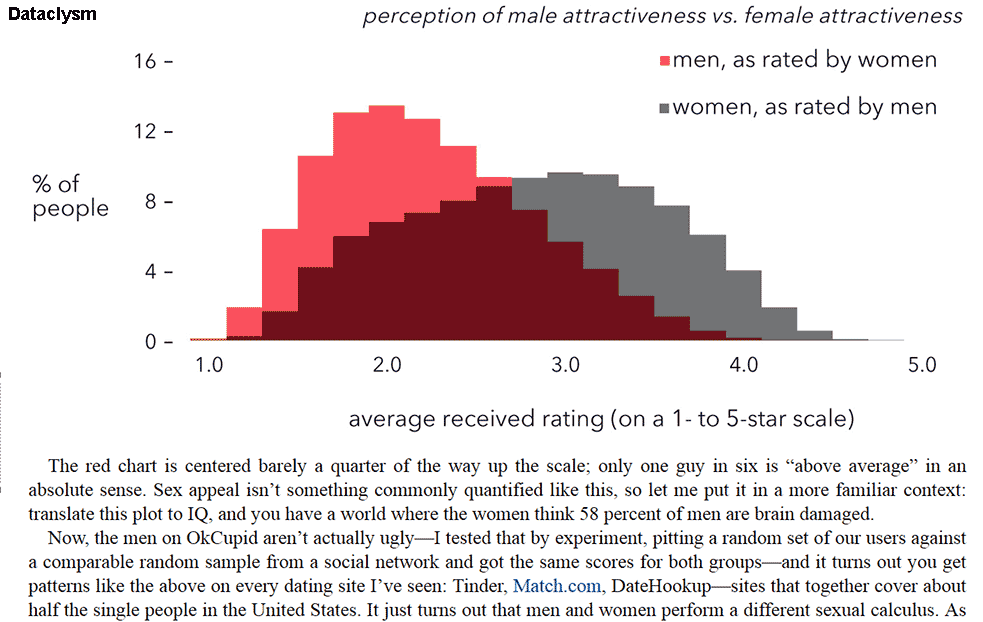 Dataclysm
perception of male attractiveness vs. female attractiveness
16 –
men, as rated by women
women, as rated by men
12 –
% of
people
8 –
4 –
0 –
1.0 2.0 3.0 4.0 5.0
average received rating (on a 1- to 5-star scale)
The red chart is centered barely a quarter of the way up the scale; only one guy in six is “above average” in an
absolute sense. Sex appeal isn’t something commonly quantified like this, so let me put it in a more familiar context:
translate this plot to IQ, and you have a world where the women think 58 percent of men are brain damaged.
Now, the men on OkCupid aren’t actually ugly—I tested that by experiment, pitting a random set of our users against
a comparable random sample from a social network and got the same scores for both groups—and it turns out you get
patterns like the above on every dating site I’ve seen: Tinder, Match.com, DateHookup—sites that together cover about
half the single people in the United States. It just turns out that men and women perform a different sexual calculus. As